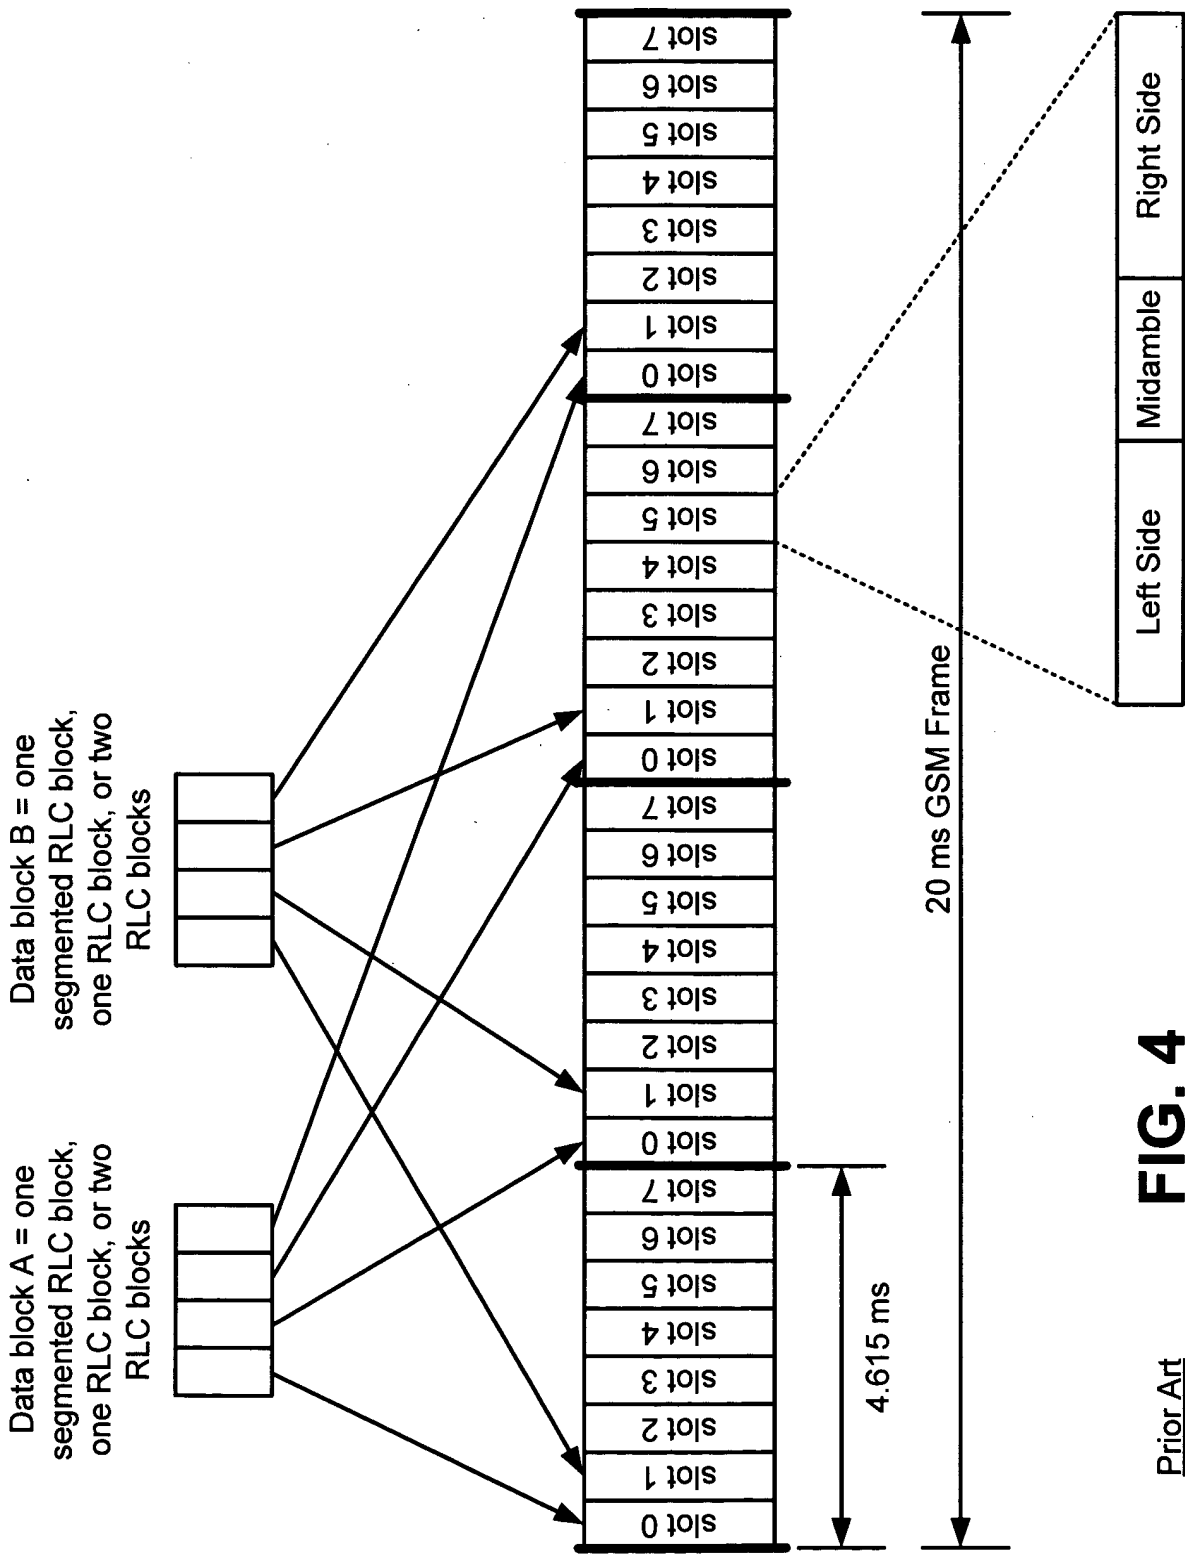 Data block A = one
segmented RLC block,
one RLC block, or two
RLC blocks
Data block B = one
segmented RLC block,
one RLC block, or two
RLC blocks
slot 0
slot 1
slot 2
slot 3
slot 4
slot 5
slot 6
slot 7
slot 0
slot 1
slot 2
slot 3
slot 4
slot 5
slot 6
slot 7
slot 0
slot 1
slot 2
slot 3
slot 4
slot 5
slot 6
slot 7
slot 0
slot 1
slot 2
slot 3
slot 4
slot 5
slot 6
slot 7
4.615 ms
20 ms GSM Frame
Left Side
Midamble
Right Side
Prior Art
FIG. 4